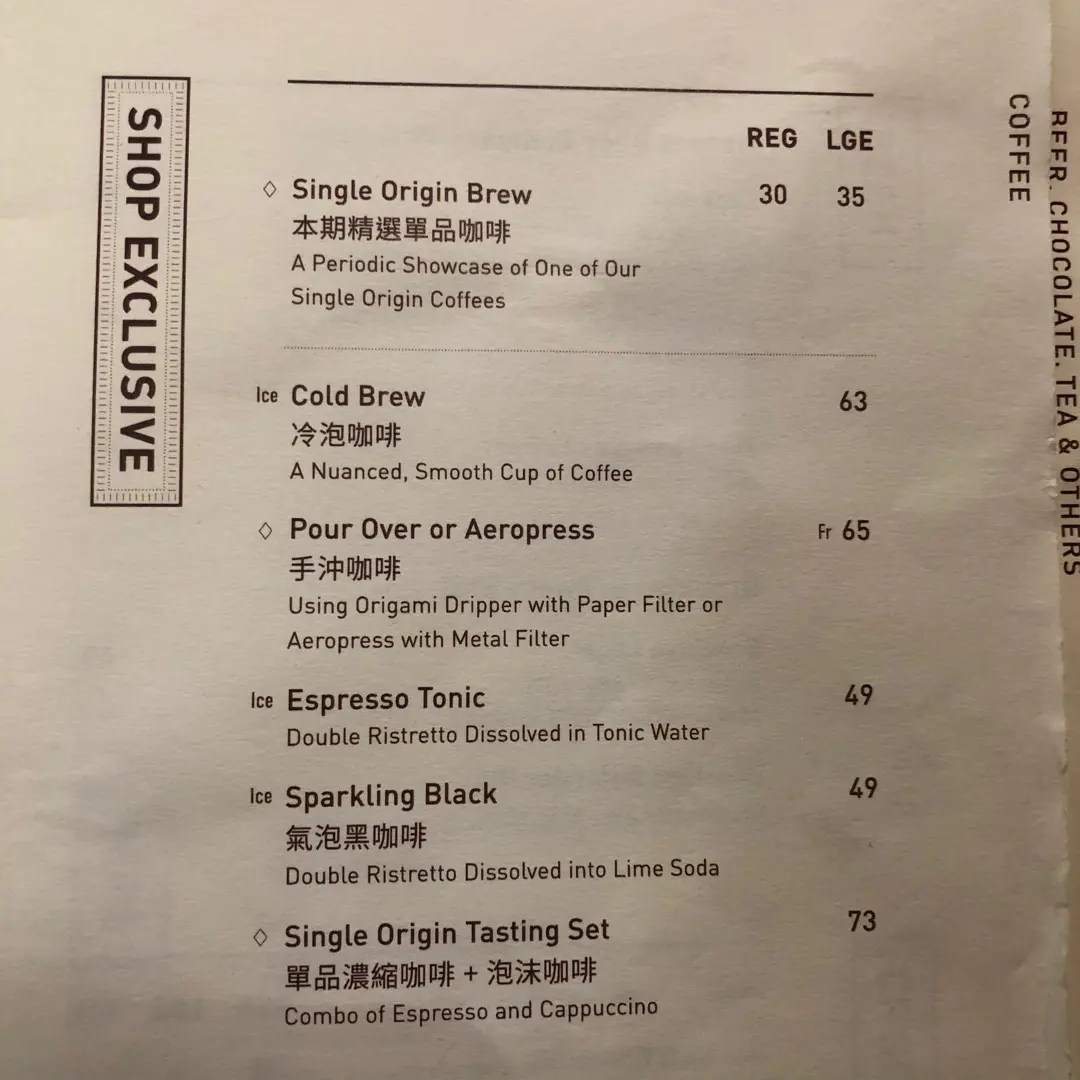 SHOP EXCLUSIVE
REG LGE
Single Origin Brew 30 35
本期精選單品咖啡
A Periodic Showcase of One of Our
Single Origin Coffees
Ice Cold Brew 63
冷泡咖啡
A Nuanced, Smooth Cup of Coffee
Pour Over or Aeropress Fr 65
手沖咖啡
Using Origami Dripper with Paper Filter or
Aeropress with Metal Filter
Ice Espresso Tonic 49
Double Ristretto Dissolved in Tonic Water
Ice Sparkling Black 49
氣泡黑咖啡
Double Ristretto Dissolved into Lime Soda
Single Origin Tasting Set 73
單品濃縮咖啡 + 泡沫咖啡
Combo of Espresso and Cappuccino
COFFEE
BEER, CHOCOLATE, TEA & OTHERS